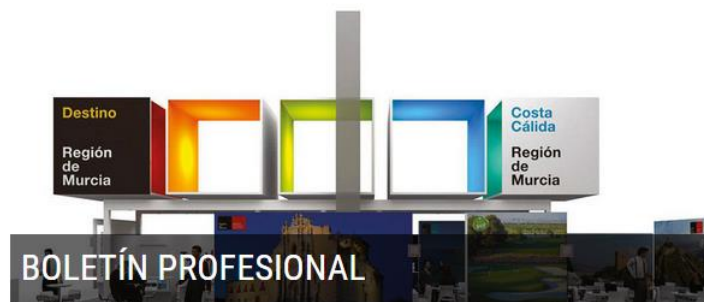 Destino
Región
de
Murcia
Costa
Cálida
Región
de
Murcia
BOLETÍN PROFESIONAL